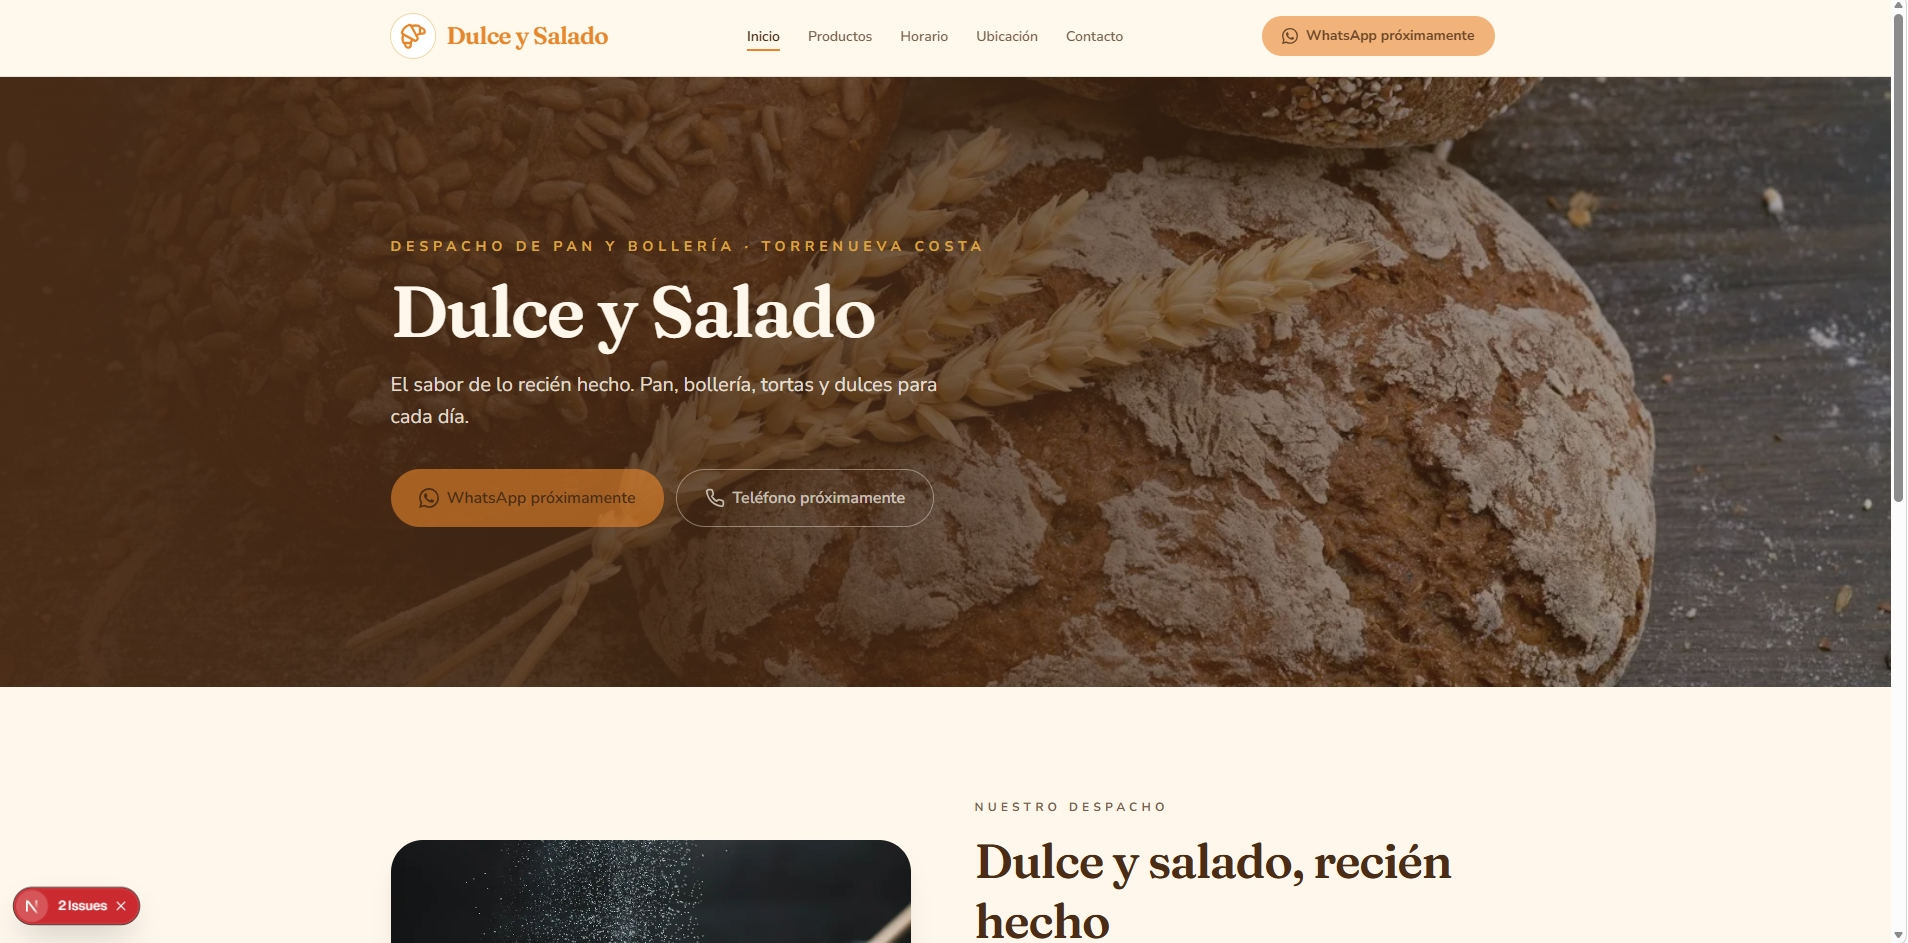 Dulce y Salado
Inicio
Productos
Horario
Ubicación
Contacto
WhatsApp próximamente
DESPACHO DE PAN Y BOLLERÍA · TORRENUEVA COSTA
Dulce y Salado
El sabor de lo recién hecho. Pan, bollería, tortas y dulces para
cada día.
WhatsApp próximamente
Teléfono próximamente
NUESTRO DESPACHO
Dulce y salado, recién
hecho
N
2 Issues